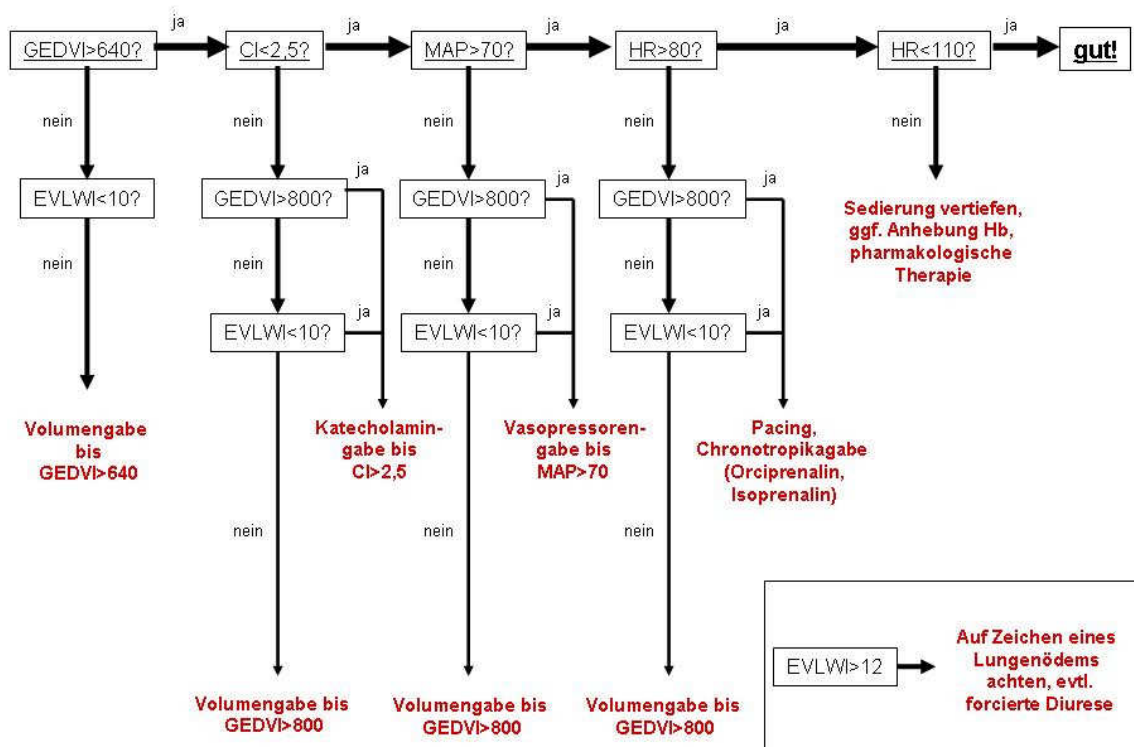 ja
ja
ja
ja
ja
GEDVI>640?
CI<2,5?
MAP>70?
HR>80?
HR<110?
gut!
nein
nein
nein
nein
nein
ja
ja
ja
EVLWI<10?
GEDVI>800?
GEDVI>800?
GEDVI>800?
Sedierung vertiefen,
ggf. Anhebung Hb,
pharmakologische
Therapie
nein
nein
nein
nein
ja
ja
ja
EVLWI<10?
EVLWI<10?
EVLWI<10?
Volumengabe
bis
GEDVI>640
Katecholamin-
gabe bis
CI>2,5
Vasopressoren-
gabe bis
MAP>70
Pacing,
Chronotropikagabe
(Orciprenalin,
Isoprenalin)
nein
nein
nein
Volumengabe bis
GEDVI>800
Volumengabe bis
GEDVI>800
Volumengabe bis
GEDVI>800
EVLWI>12
Auf Zeichen eines
Lungenödems
achten, evtl.
forcierte Diurese